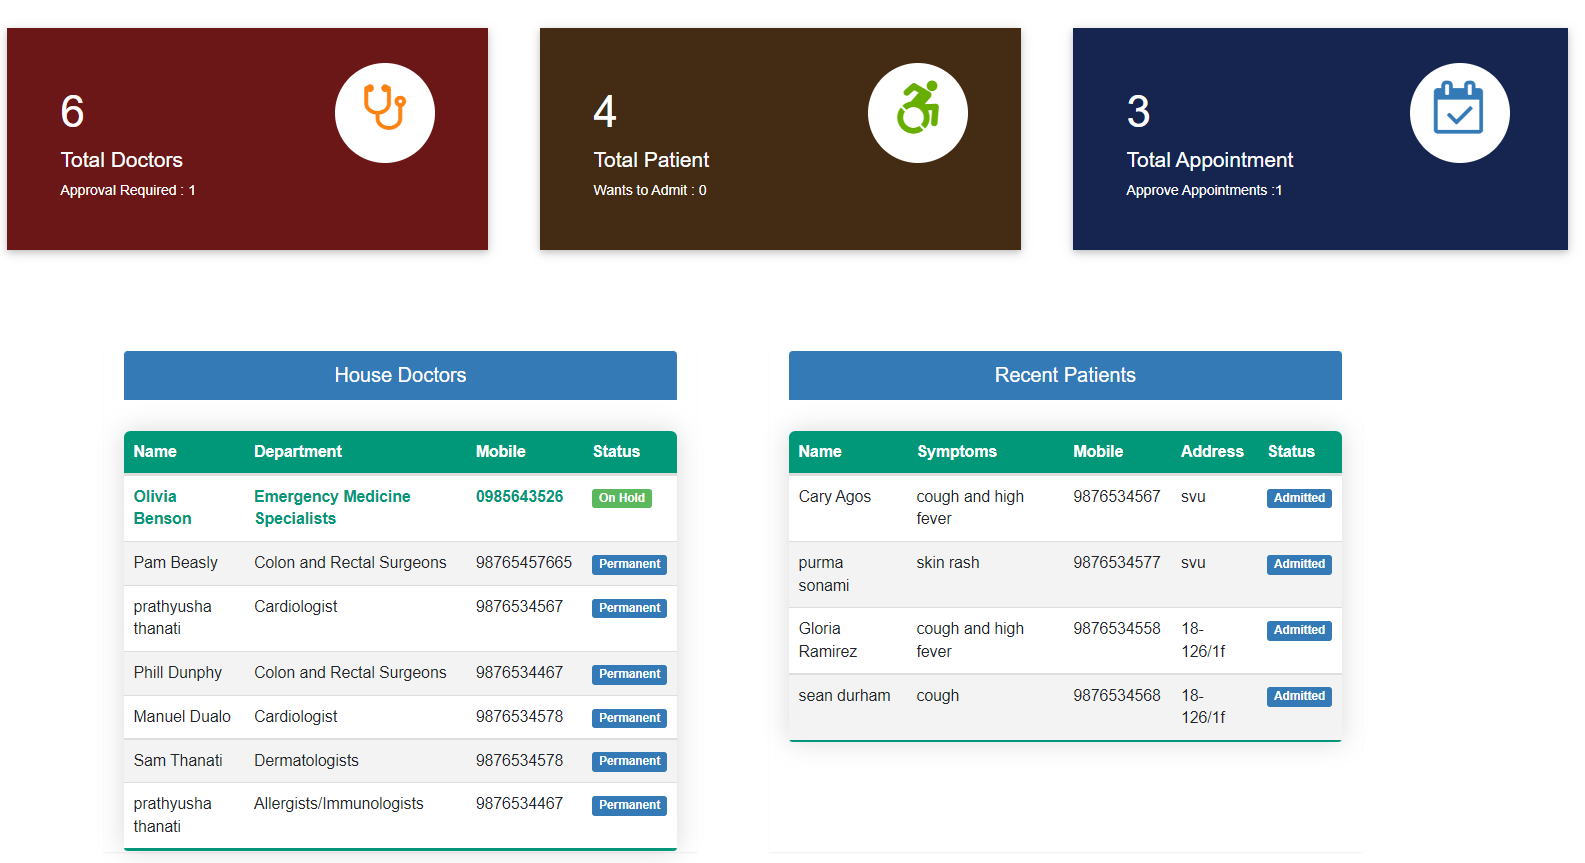 6
Total Doctors
Approval Required : 1
4
Total Patient
Wants to Admit : 0
3
Total Appointment
Approve Appointments :1
House Doctors
Name Department Mobile Status
Olivia Emergency Medicine 0985643526 On Hold
Benson Specialists
Pam Beasly Colon and Rectal Surgeons 98765457665 Permanent
prathyusha Cardiologist 9876534567 Permanent
thanati
Phill Dunphy Colon and Rectal Surgeons 9876534467 Permanent
Manuel Dualo Cardiologist 9876534578 Permanent
Sam Thanati Dermatologists 9876534578 Permanent
prathyusha Allergists/Immunologists 9876534467 Permanent
thanati
Recent Patients
Name Symptoms Mobile Address Status
Cary Agos cough and high 9876534567 svu Admitted
fever
purma skin rash 9876534577 svu Admitted
sonami
Gloria cough and high 9876534558 18- Admitted
Ramirez fever 126/1f
sean durham cough 9876534568 18- Admitted
126/1f